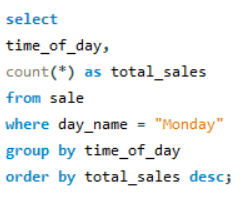 select
time_of_day,
count(*) as total_sales
from sale
where day_name = "Monday"
group by time_of_day
order by total_sales desc;